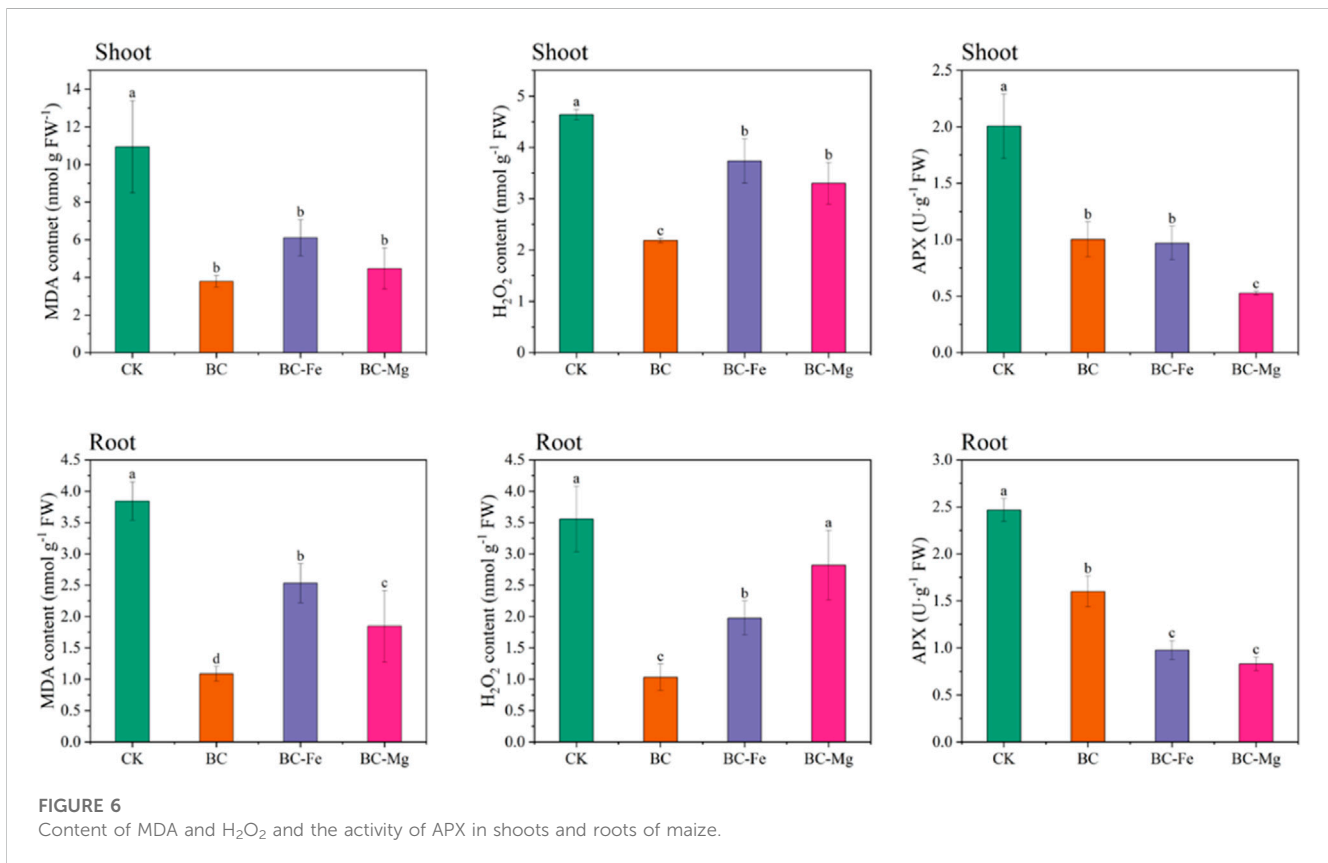 Shoot
MDA contnet (nmol g FW⁻¹)
14
12
10
8
6
4
2
0
a
b
b
b
CK BC BC-Fe BC-Mg
Shoot
H₂O₂ content (nmol g⁻¹ FW)
5
4
3
2
1
0
a
c
b
b
CK BC BC-Fe BC-Mg
Shoot
APX (U·g⁻¹ FW)
2.5
2.0
1.5
1.0
0.5
0.0
a
b
b
c
CK BC BC-Fe BC-Mg
Root
MDA content (nmol g⁻¹ FW)
4.5
4.0
3.5
3.0
2.5
2.0
1.5
1.0
0.5
0.0
a
d
b
c
CK BC BC-Fe BC-Mg
Root
H₂O₂ content (nmol g⁻¹ FW)
4.5
4.0
3.5
3.0
2.5
2.0
1.5
1.0
0.5
0.0
a
c
b
a
CK BC BC-Fe BC-Mg
Root
APX (U·g⁻¹ FW)
3.0
2.5
2.0
1.5
1.0
0.5
0.0
a
b
c
c
CK BC BC-Fe BC-Mg
FIGURE 6
Content of MDA and H₂O₂ and the activity of APX in shoots and roots of maize.